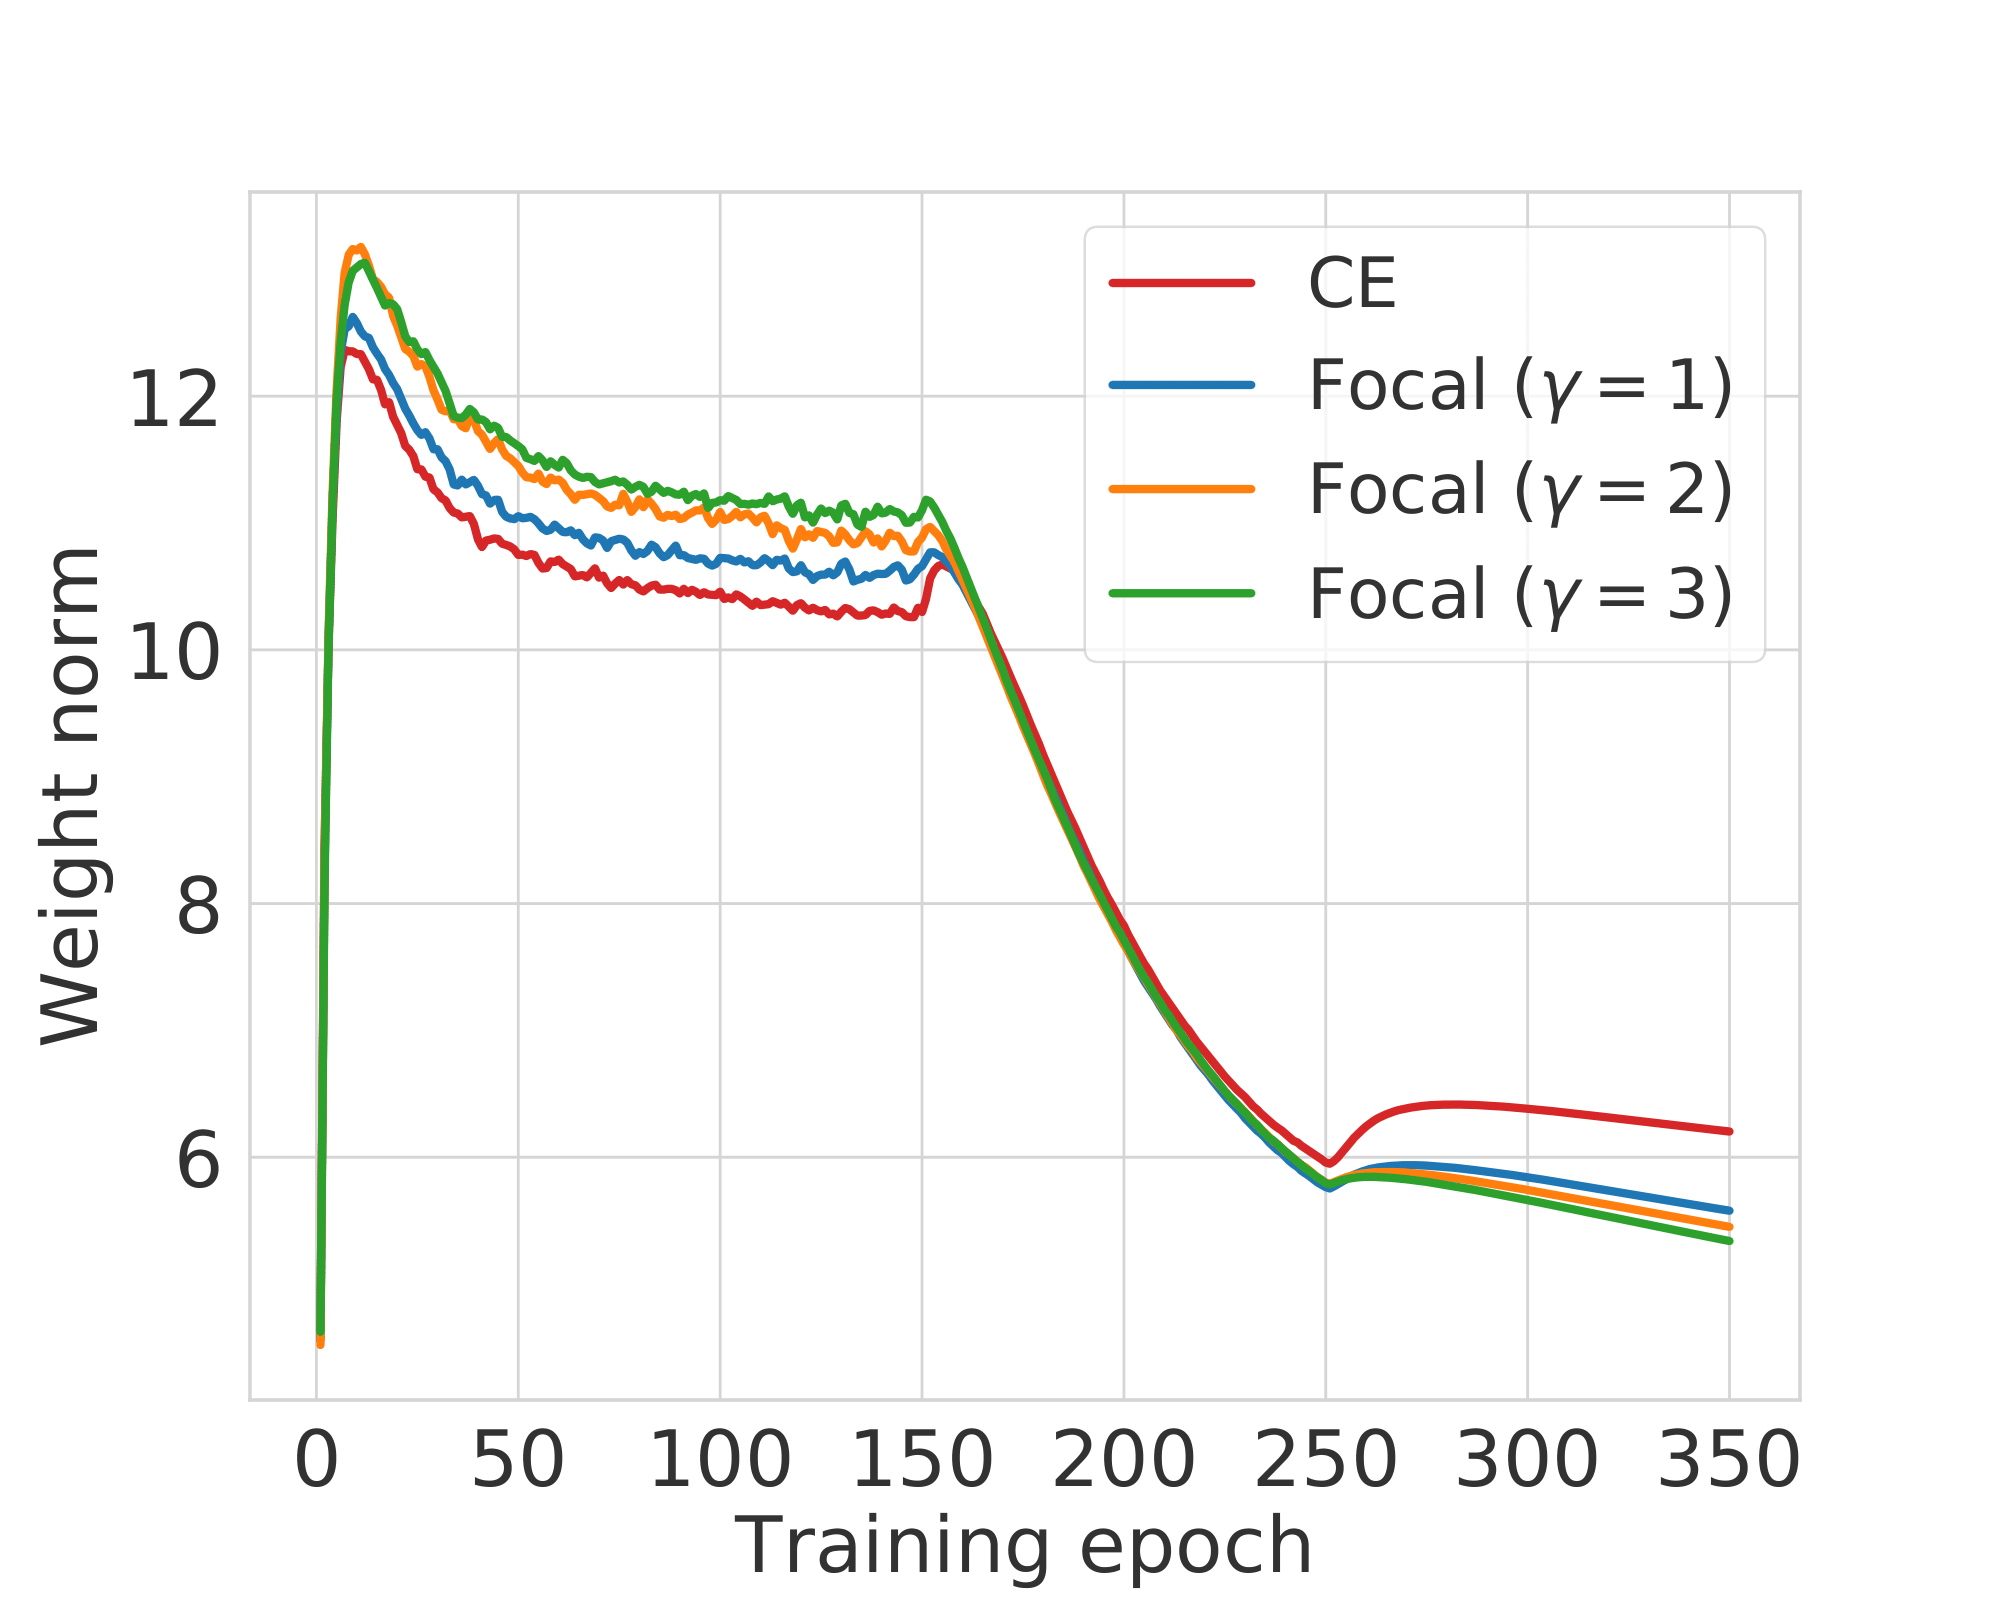 CE
Focal (γ = 1)
Focal (γ = 2)
Focal (γ = 3)
12
10
8
6
Weight norm
0 50 100 150 200 250 300 350
Training epoch